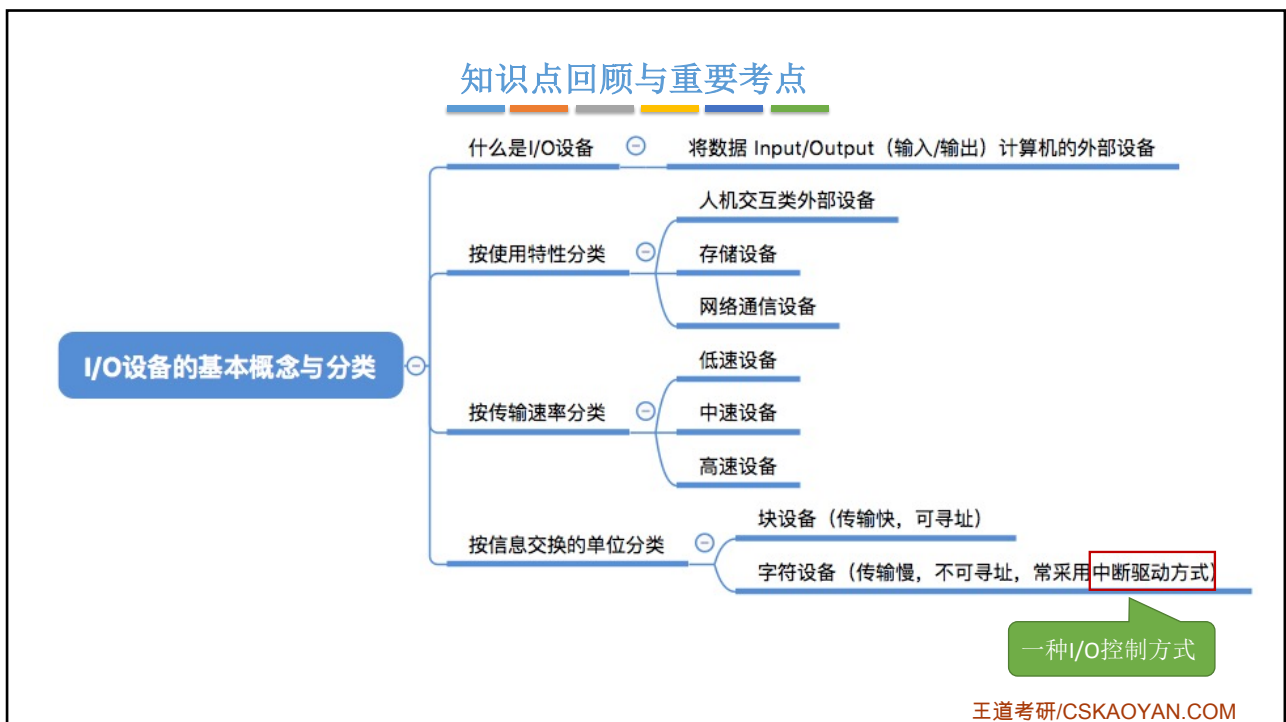 知识点回顾与重要考点
什么是I/O设备
将数据 Input/Output（输入/输出）计算机的外部设备
人机交互类外部设备
按使用特性分类
存储设备
网络通信设备
I/O设备的基本概念与分类
低速设备
按传输速率分类
中速设备
高速设备
块设备（传输快，可寻址）
按信息交换的单位分类
字符设备（传输慢，不可寻址，常采用中断驱动方式）
一种I/O控制方式
王道考研/CSKAOYAN.COM